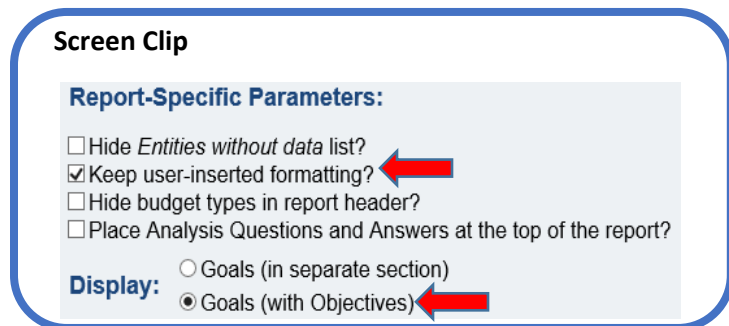 Screen Clip
Report-Specific Parameters:
Hide Entities without data list?
Keep user-inserted formatting?
Hide budget types in report header?
Place Analysis Questions and Answers at the top of the report?
Display:
Goals (in separate section)
Goals (with Objectives)